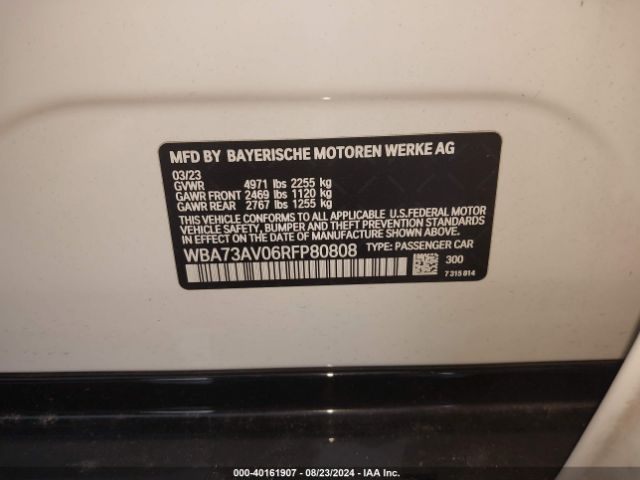 MFD BY BAYERISCHE MOTOREN WERKE AG
03/23
GVWR 4971 lbs 2255 kg
GAWR FRONT 2469 lbs 1120 kg
GAWR REAR 2767 lbs 1255 kg
THIS VEHICLE CONFORMS TO ALL APPLICABLE U.S.FEDERAL MOTOR
VEHICLE SAFETY, BUMPER AND THEFT PREVENTION STANDARDS
IN EFFECT ON THE DATE OF MANUFACTURE SHOWN ABOVE.
WBA73AV06RFP80808 TYPE: PASSENGER CAR
300
7 315 814
000-40161907 - 08/23/2024 - IAA Inc.